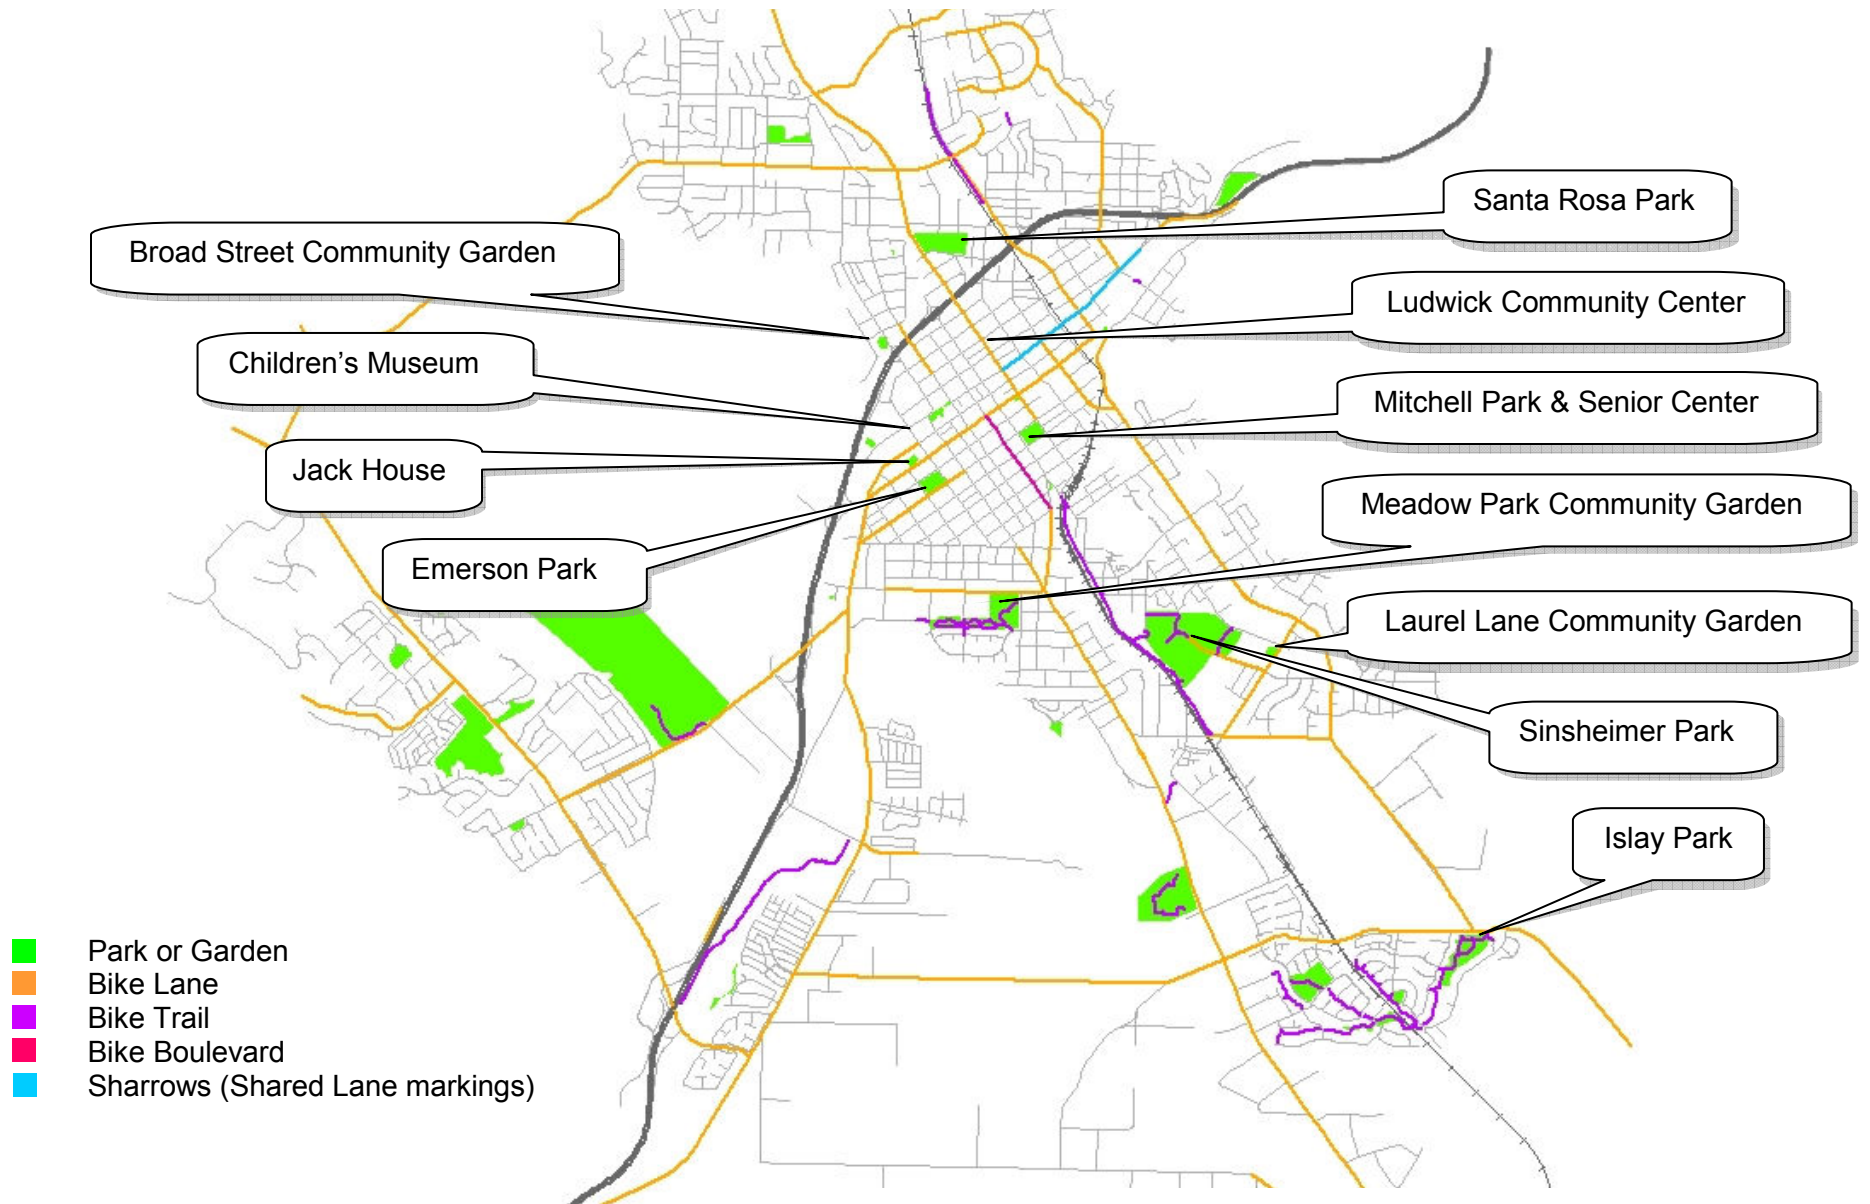 Santa Rosa Park
Broad Street Community Garden
Ludwick Community Center
Children’s Museum
Mitchell Park & Senior Center
Jack House
Meadow Park Community Garden
Emerson Park
Laurel Lane Community Garden
Sinsheimer Park
Islay Park
Park or Garden
Bike Lane
Bike Trail
Bike Boulevard
Sharrows (Shared Lane markings)